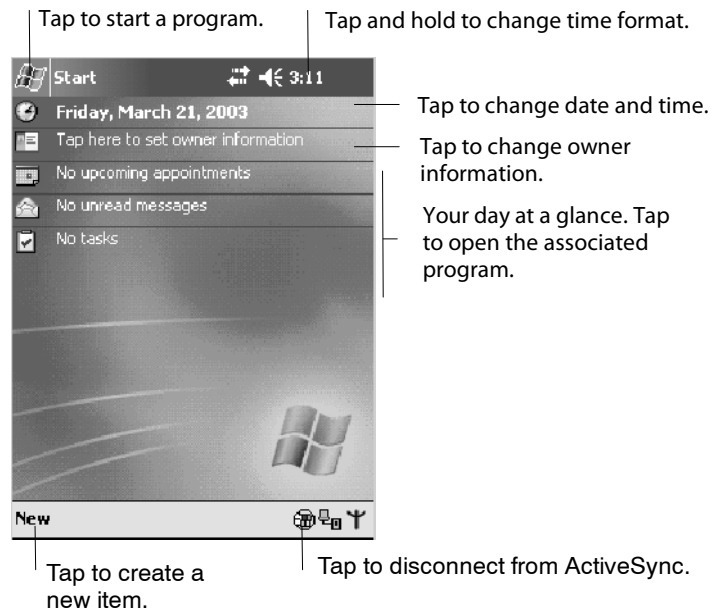 Tap to start a program.
Tap and hold to change time format.
Start 3:11
Friday, March 21, 2003
Tap to change date and time.
Tap here to set owner information
Tap to change owner
information.
No upcoming appointments
No unread messages
No tasks
Your day at a glance. Tap
to open the associated
program.
New
Tap to disconnect from ActiveSync.
Tap to create a
new item.